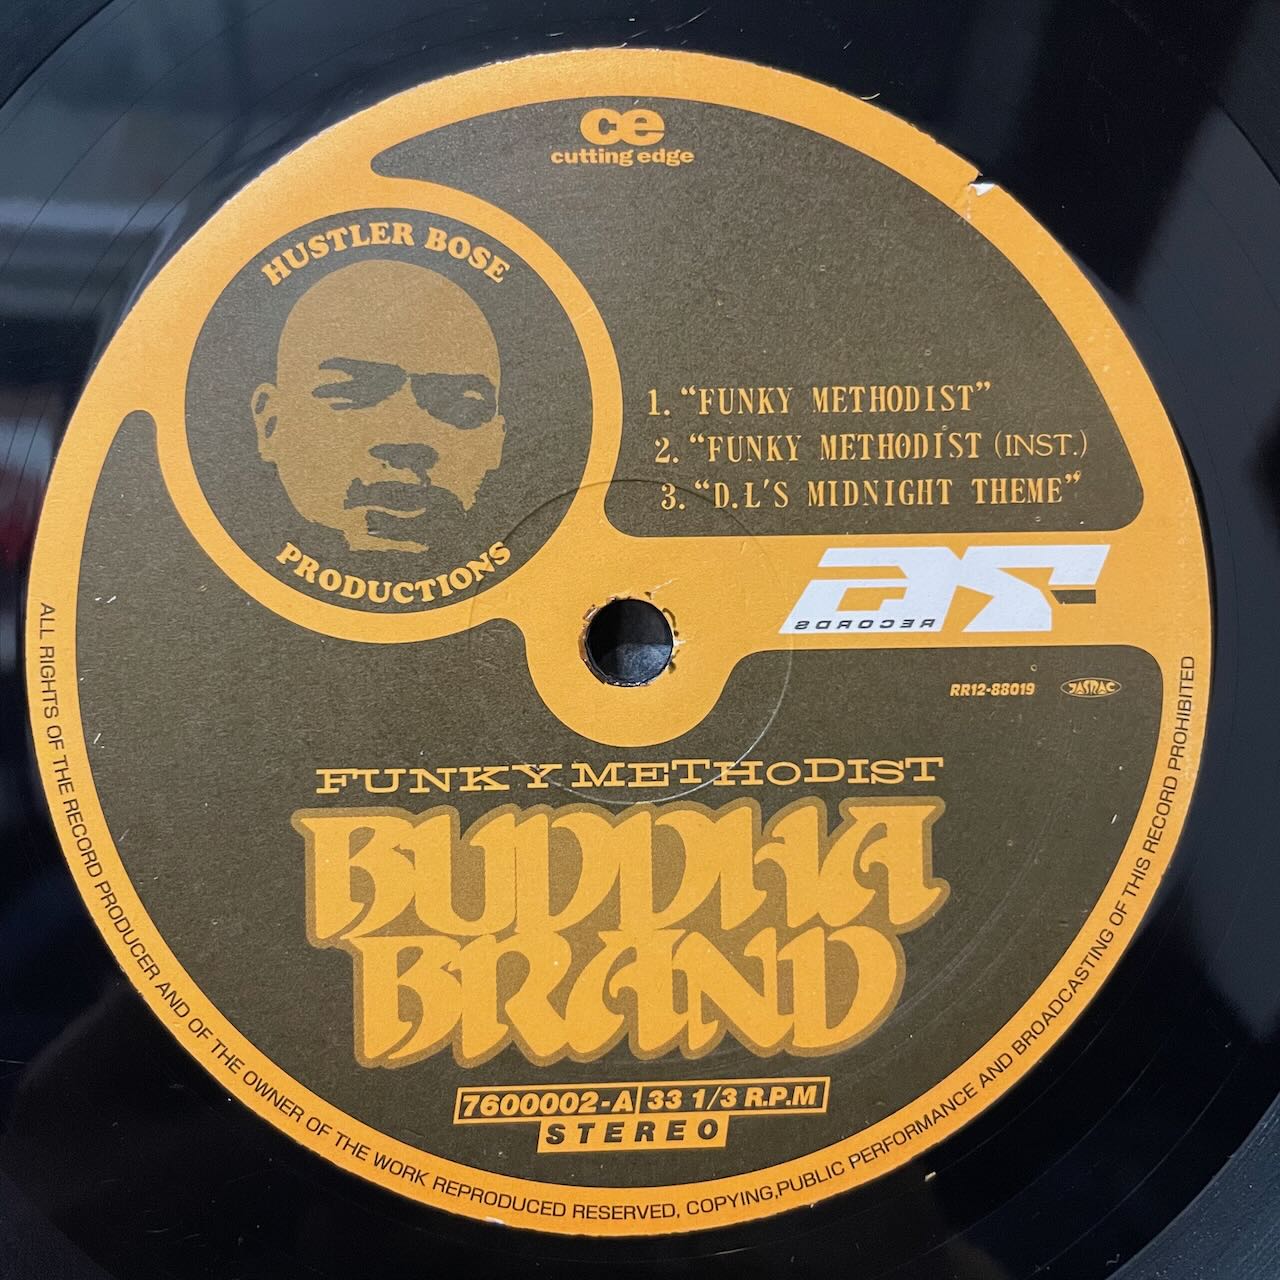 ce
cutting edge
HUSTLER BOSE
PRODUCTIONS
1. “FUNKY METHODIST”
2. “FUNKY METHODIST (INST.)
3. “D.L'S MIDNIGHT THEME”
RECORDS
RR12-88019 JASRAC
FUNKY METHODIST
BUDDHA
BRAND
7600002-A 33 1/3 R.P.M
STEREO
ALL RIGHTS OF THE RECORD PRODUCER AND OF THE OWNER OF THE WORK REPRODUCED RESERVED, COPYING,PUBLIC PERFORMANCE AND BROADCASTING OF THIS RECORD PROHIBITED